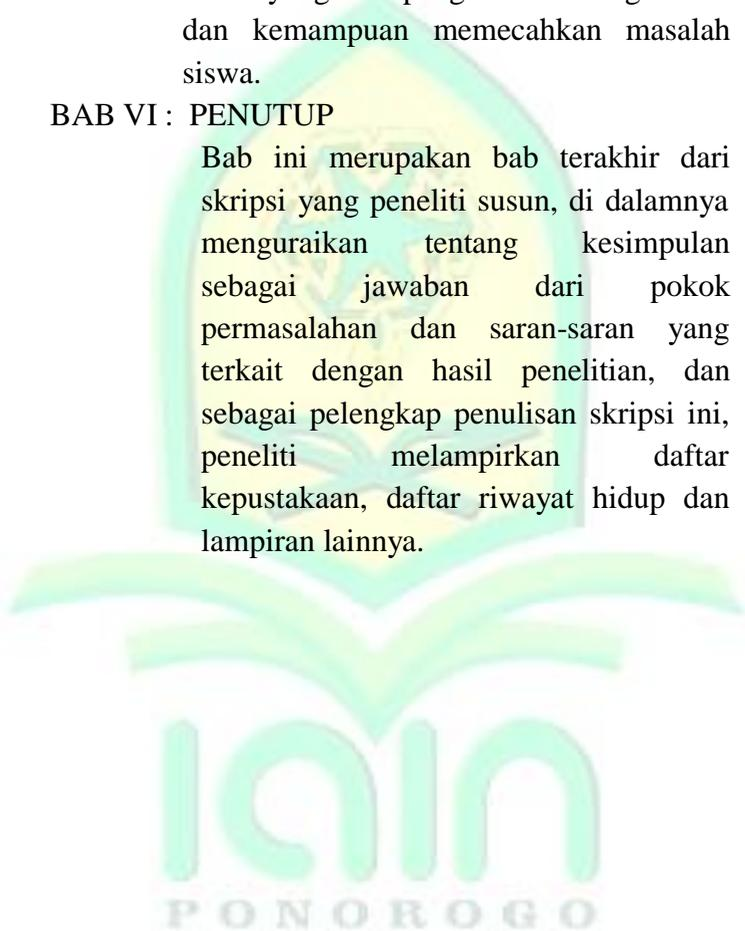 dan kemampuan memecahkan masalah
siswa.
BAB VI : PENUTUP
Bab ini merupakan bab terakhir dari
skripsi yang peneliti susun, di dalamnya
menguraikan tentang kesimpulan
sebagai jawaban dari pokok
permasalahan dan saran-saran yang
terkait dengan hasil penelitian, dan
sebagai pelengkap penulisan skripsi ini,
peneliti melampirkan daftar
kepustakaan, daftar riwayat hidup dan
lampiran lainnya.
iain
PONOROGO